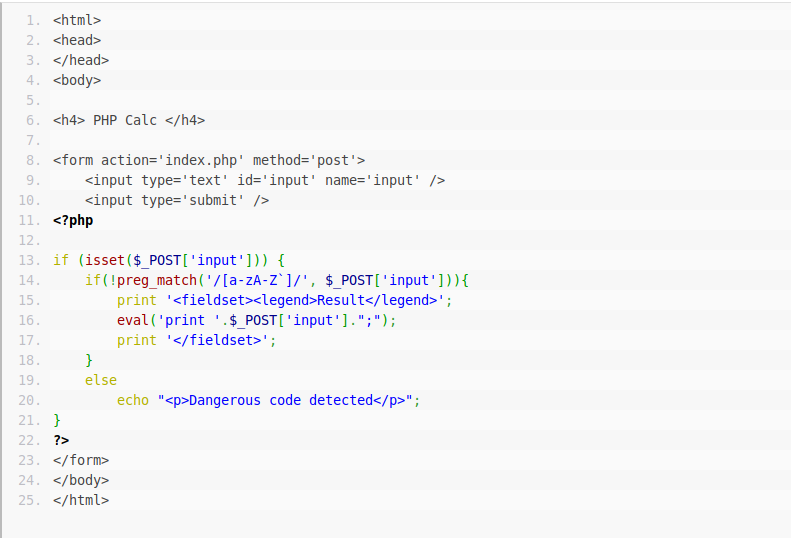 1. <html>
2. <head>
3. </head>
4. <body>
5.
6. <h4> PHP Calc </h4>
7.
8. <form action='index.php' method='post'>
9.     <input type='text' id='input' name='input' />
10.     <input type='submit' />
11. <?php
12.
13. if (isset($_POST['input'])) {
14.     if(!preg_match('/[a-zA-Z`]/', $_POST['input'])){
15.         print '<fieldset><legend>Result</legend>';
16.         eval('print '.$_POST['input'].";");
17.         print '</fieldset>';
18.     }
19.     else
20.         echo "<p>Dangerous code detected</p>";
21. }
22. ?>
23. </form>
24. </body>
25. </html>